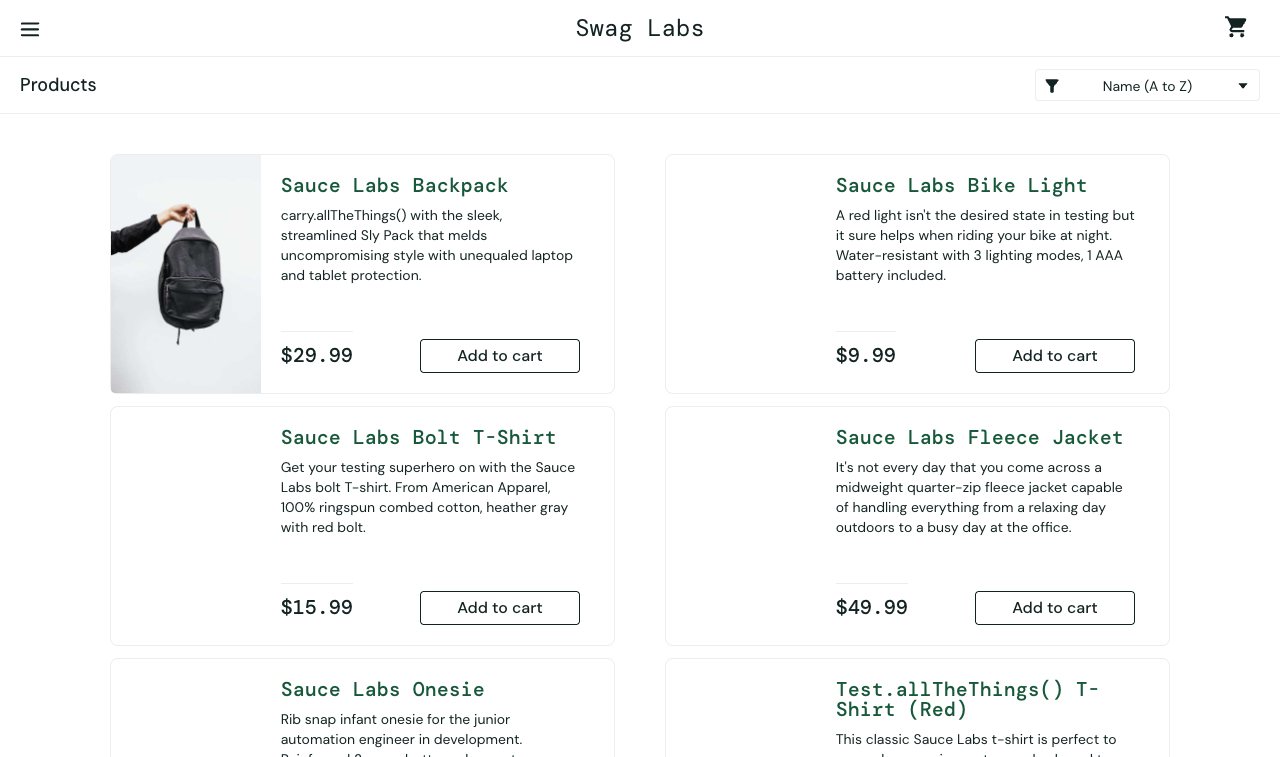 Swag Labs
Products
Name (A to Z)
Sauce Labs Backpack
carry.allTheThings() with the sleek,
streamlined Sly Pack that melds
uncompromising style with unequaled laptop
and tablet protection.
$29.99
Add to cart
Sauce Labs Bike Light
A red light isn't the desired state in testing but
it sure helps when riding your bike at night.
Water-resistant with 3 lighting modes, 1 AAA
battery included.
$9.99
Add to cart
Sauce Labs Bolt T-Shirt
Get your testing superhero on with the Sauce
Labs bolt T-shirt. From American Apparel,
100% ringspun combed cotton, heather gray
with red bolt.
$15.99
Add to cart
Sauce Labs Fleece Jacket
It's not every day that you come across a
midweight quarter-zip fleece jacket capable
of handling everything from a relaxing day
outdoors to a busy day at the office.
$49.99
Add to cart
Sauce Labs Onesie
Rib snap infant onesie for the junior
automation engineer in development.
Test.allTheThings() T-
Shirt (Red)
This classic Sauce Labs t-shirt is perfect to